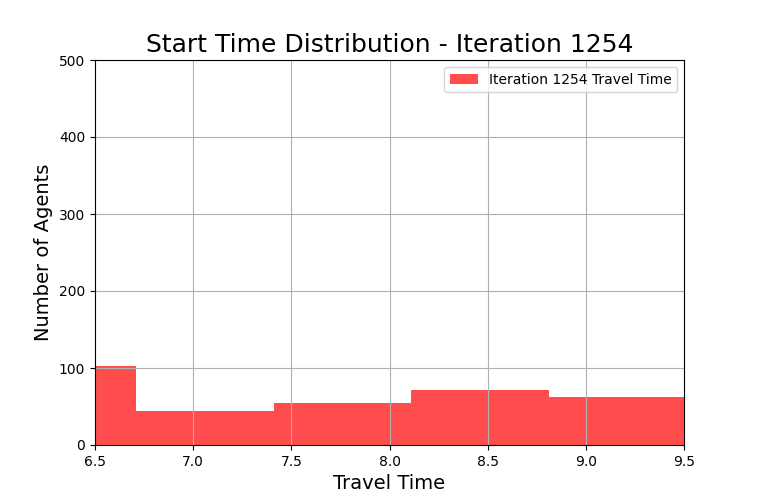 Start Time Distribution - Iteration 1254
Iteration 1254 Travel Time
Number of Agents
500
400
300
200
100
0
6.5 7.0 7.5 8.0 8.5 9.0 9.5
Travel Time